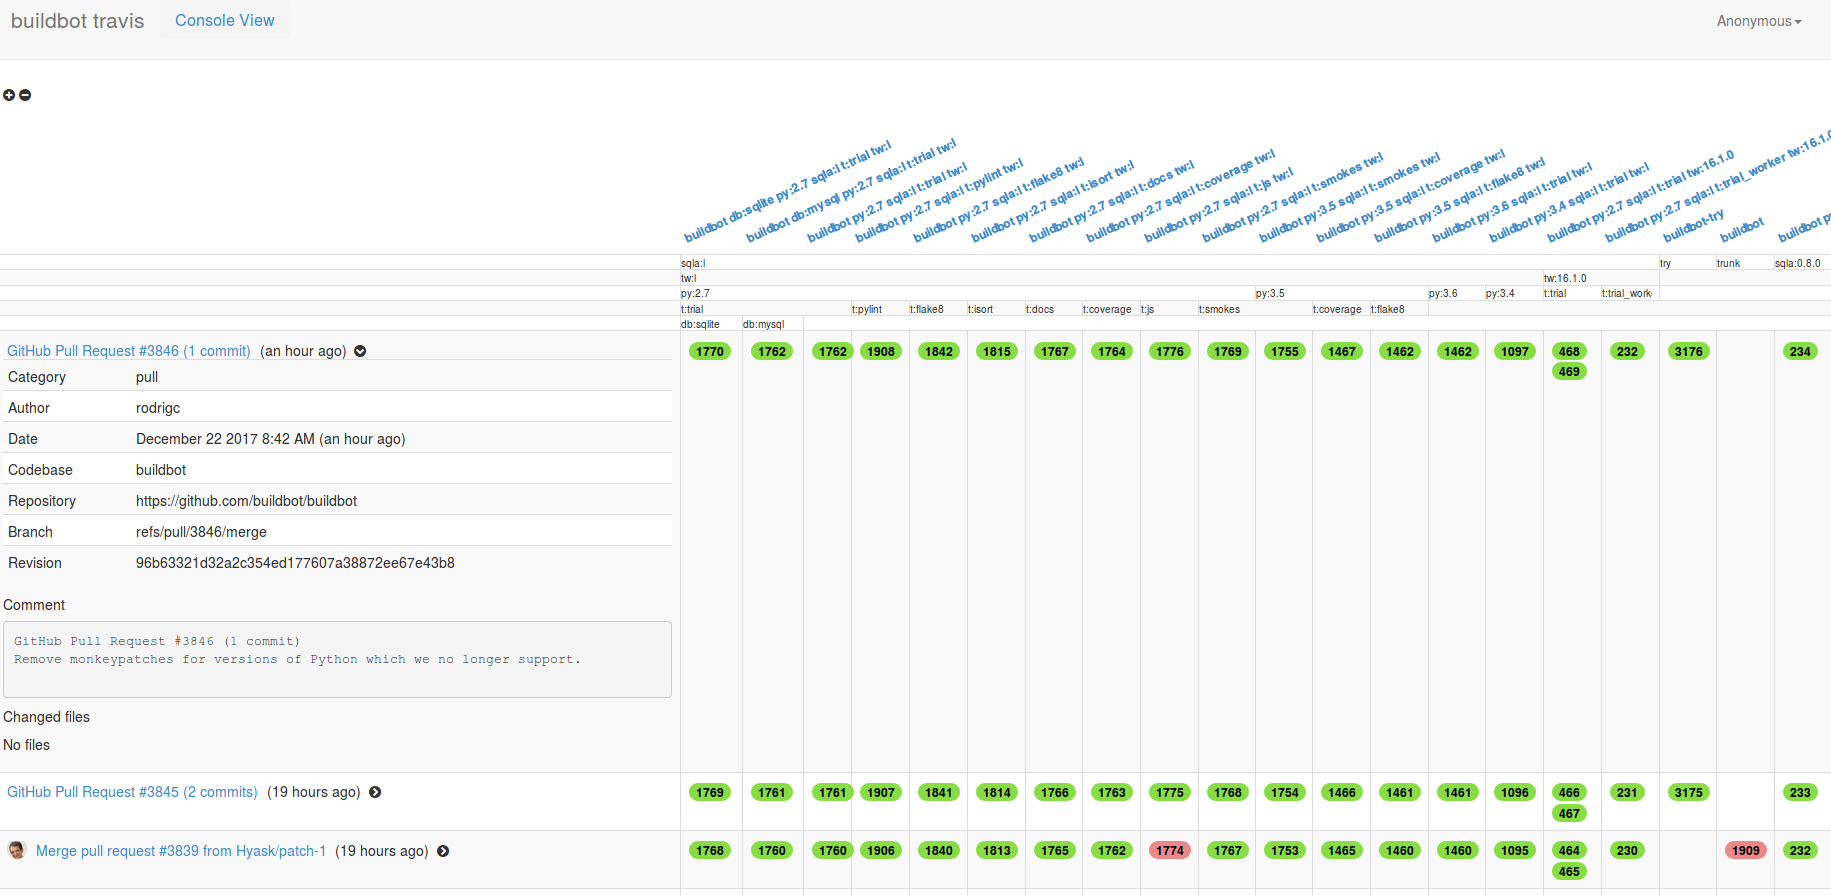 buildbot travis Console View Anonymous
buildbot db:sqlite py:2.7 sqla:l t:trial tw:l
buildbot db:mysql py:2.7 sqla:l t:trial tw:l
buildbot py:2.7 sqla:l t:trial tw:l
buildbot py:2.7 sqla:l t:pylint tw:l
buildbot py:2.7 sqla:l t:flake8 tw:l
buildbot py:2.7 sqla:l t:isort tw:l
buildbot py:2.7 sqla:l t:docs tw:l
buildbot py:2.7 sqla:l t:coverage tw:l
buildbot py:2.7 sqla:l t:js tw:l
buildbot py:2.7 sqla:l t:smokes tw:l
buildbot py:3.5 sqla:l t:smokes tw:l
buildbot py:3.5 sqla:l t:coverage tw:l
buildbot py:3.5 sqla:l t:flake8 tw:l
buildbot py:3.6 sqla:l t:trial tw:l
buildbot py:3.4 sqla:l t:trial tw:l
buildbot py:2.7 sqla:l t:trial tw:16.1.0
buildbot py:2.7 sqla:l t:trial_worker tw:16.1.0
buildbot-try
buildbot
buildbot
sqla:l try trunk sqla:0.8.0
tw:l tw:16.1.0
py:2.7 py:3.5 py:3.6 py:3.4 t:trial t:trial_work
t:trial t:pylint t:flake8 t:isort t:docs t:coverage t:js t:smokes t:coverage t:flake8
db:sqlite db:mysql
GitHub Pull Request #3846 (1 commit) (an hour ago) 1770 1762 1762 1908 1842 1815 1767 1764 1776 1769 1755 1467 1462 1462 1097 468 232 3176 234
469
Category pull
Author rodrigc
Date December 22 2017 8:42 AM (an hour ago)
Codebase buildbot
Repository https://github.com/buildbot/buildbot
Branch refs/pull/3846/merge
Revision 96b63321d32a2c354ed177607a38872ee67e43b8
Comment
GitHub Pull Request #3846 (1 commit)
Remove monkeypatches for versions of Python which we no longer support.
Changed files
No files
GitHub Pull Request #3845 (2 commits) (19 hours ago) 1769 1761 1761 1907 1841 1814 1766 1763 1775 1768 1754 1466 1461 1461 1096 466 231 3175 233
467
Merge pull request #3839 from Hyask/patch-1 (19 hours ago) 1768 1760 1760 1906 1840 1813 1765 1762 1774 1767 1753 1465 1460 1460 1095 464 230 1909 232
465